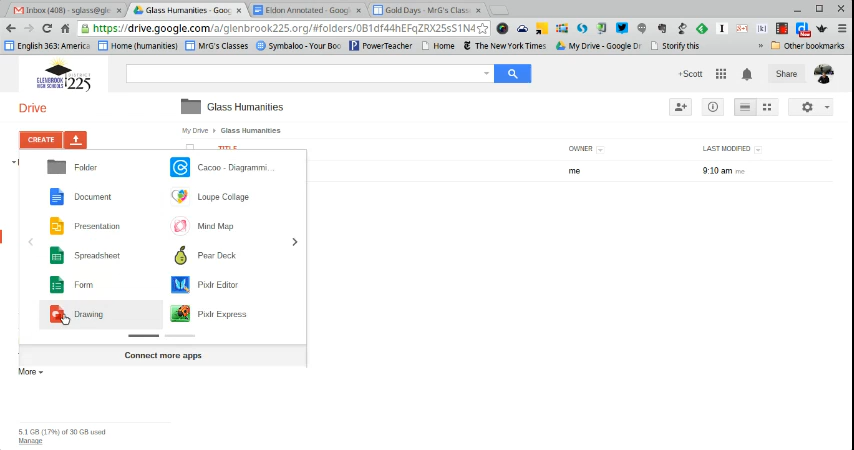 Inbox (408) - sglass@gle
Glass Humanities - Goog
Eldon Annotated - Googl
Gold Days - MrG's Class
https://drive.google.com/a/glenbrook225.org/#folders/0B1df44hEFqZRX25sS1N4
English 363: America
Home (humanities)
MrG's Classes
Symbaloo - Your Boo
PowerTeacher
Home
The New York Times
My Drive - Google Dr
Storify this
» Other bookmarks
GLENBROOK
HIGH SCHOOLS
DISTRICT
225
+Scott
Share
Drive
Glass Humanities
CREATE
My Drive
Glass Humanities
TITLE
OWNER
LAST MODIFIED
me
9:10 am me
Folder
Cacoo - Diagrammi...
Document
Loupe Collage
Presentation
Mind Map
Spreadsheet
Pear Deck
Form
Pixlr Editor
Drawing
Pixlr Express
Connect more apps
More
5.1 GB (17%) of 30 GB used
Manage